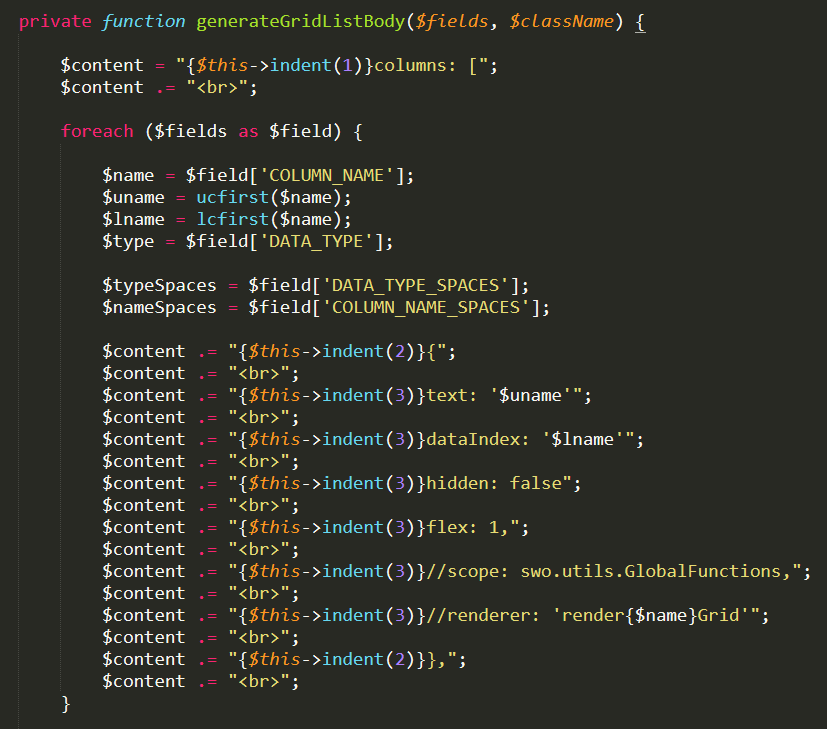 private function generateGridListBody($fields, $className) {
$content = "{$this->indent(1)}columns: [";
$content .= "<br>";
foreach ($fields as $field) {
$name = $field['COLUMN_NAME'];
$uname = ucfirst($name);
$lname = lcfirst($name);
$type = $field['DATA_TYPE'];
$typeSpaces = $field['DATA_TYPE_SPACES'];
$nameSpaces = $field['COLUMN_NAME_SPACES'];
$content .= "{$this->indent(2)}{";
$content .= "<br>";
$content .= "{$this->indent(3)}text: '$uname'";
$content .= "<br>";
$content .= "{$this->indent(3)}dataIndex: '$lname'";
$content .= "<br>";
$content .= "{$this->indent(3)}hidden: false";
$content .= "<br>";
$content .= "{$this->indent(3)}flex: 1,";
$content .= "<br>";
$content .= "{$this->indent(3)}//scope: swo.utils.GlobalFunctions,";
$content .= "<br>";
$content .= "{$this->indent(3)}//renderer: 'render{$name}Grid'";
$content .= "<br>";
$content .= "{$this->indent(2)}},";
$content .= "<br>";
}